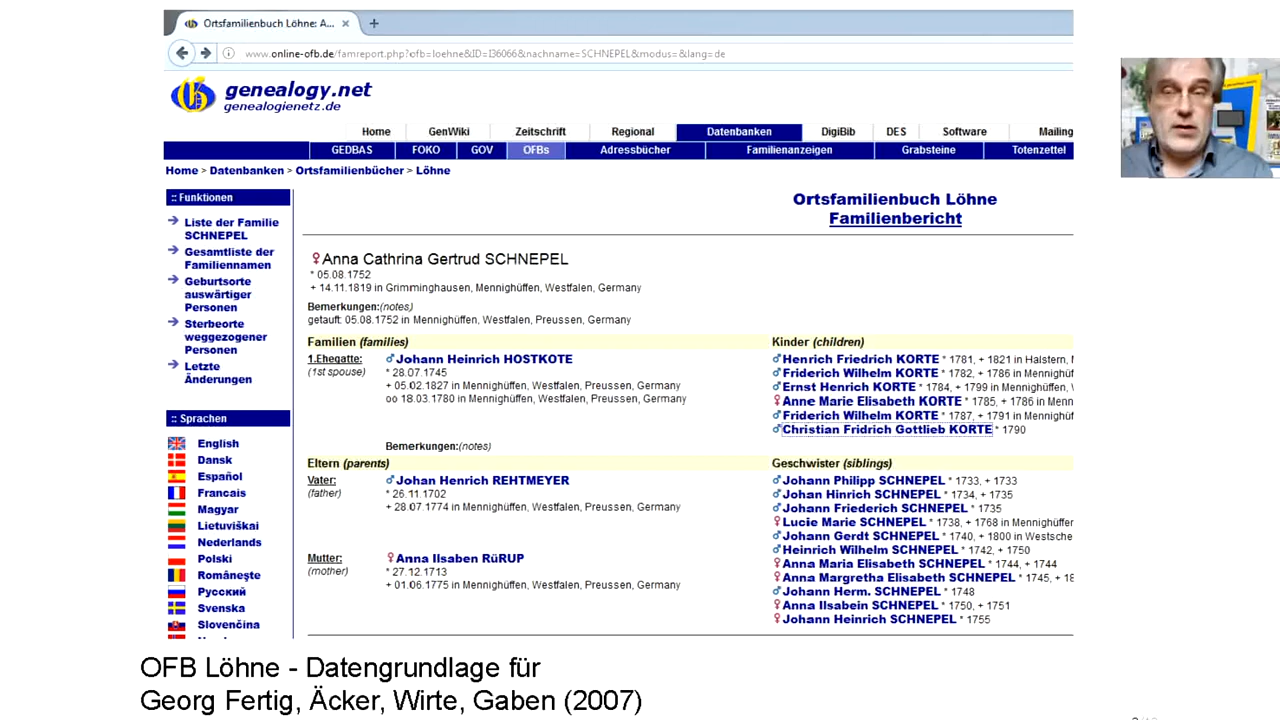 Ortsfamilienbuch Löhne: A...
www.online-ofb.de/famreport.php?ofb=loehne&ID=I36066&nachname=SCHNEPEL&modus=&lang=de
genealogy.net
genealogienetz.de
Home GenWiki Zeitschrift Regional Datenbanken DigiBib DES Software Mailing
GEDBAS FOKO GOV OFBs Adressbücher Familienanzeigen Grabsteine Totenzettel
Home > Datenbanken > Ortsfamilienbücher > Löhne
:: Funktionen
Liste der Familie
SCHNEPEL
Gesamtliste der
Familiennamen
Geburtsorte
auswärtiger
Personen
Sterbeorte
weggezogener
Personen
Letzte
Änderungen
:: Sprachen
English
Dansk
Español
Francais
Magyar
Lietuviškai
Nederlands
Polski
Româneşte
Русский
Svenska
Slovenčina
Ortsfamilienbuch Löhne
Familienbericht
Anna Cathrina Gertrud SCHNEPEL
* 05.08.1752
+ 14.11.1819 in Grimminghausen, Mennighüffen, Westfalen, Germany
Bemerkungen:(notes)
getauft: 05.08.1752 in Mennighüffen, Westfalen, Preussen, Germany
Familien (families)
1.Ehegatte:
(1st spouse)
Johann Heinrich HOSTKOTE
* 28.07.1745
+ 05.02.1827 in Mennighüffen, Westfalen, Preussen, Germany
oo 18.03.1780 in Mennighüffen, Westfalen, Preussen, Germany
Bemerkungen:(notes)
Kinder (children)
Henrich Friedrich KORTE * 1781, + 1821 in Halstern,
Friderich Wilhelm KORTE * 1782, + 1786 in Mennighüf
Ernst Henrich KORTE * 1784, + 1799 in Mennighüffen,
Anne Marie Elisabeth KORTE * 1785, + 1786 in Menn
Friderich Wilhelm KORTE * 1787, + 1791 in Mennighüf
Christian Fridrich Gottlieb KORTE * 1790
Eltern (parents)
Vater:
(father)
Johan Henrich REHTMEYER
* 26.11.1702
+ 28.07.1774 in Mennighüffen, Westfalen, Preussen, Germany
Mutter:
(mother)
Anna Ilsaben RüRUP
* 27.12.1713
+ 01.06.1775 in Mennighüffen, Westfalen, Preussen, Germany
Geschwister (siblings)
Johann Philipp SCHNEPEL * 1733, + 1733
Johan Hinrich SCHNEPEL * 1734, + 1735
Johann Friederich SCHNEPEL * 1735
Lucie Marie SCHNEPEL * 1738, + 1768 in Mennighüffer
Johann Gerdt SCHNEPEL * 1740, + 1800 in Westsche
Heinrich Wilhelm SCHNEPEL * 1742, + 1750
Anna Maria Elisabeth SCHNEPEL * 1744, + 1744
Anna Margretha Elisabeth SCHNEPEL * 1745, + 18
Johann Herm. SCHNEPEL * 1748
Anna Ilsabein SCHNEPEL * 1750, + 1751
Johann Heinrich SCHNEPEL * 1755
OFB Löhne - Datengrundlage für
Georg Fertig, Äcker, Wirte, Gaben (2007)